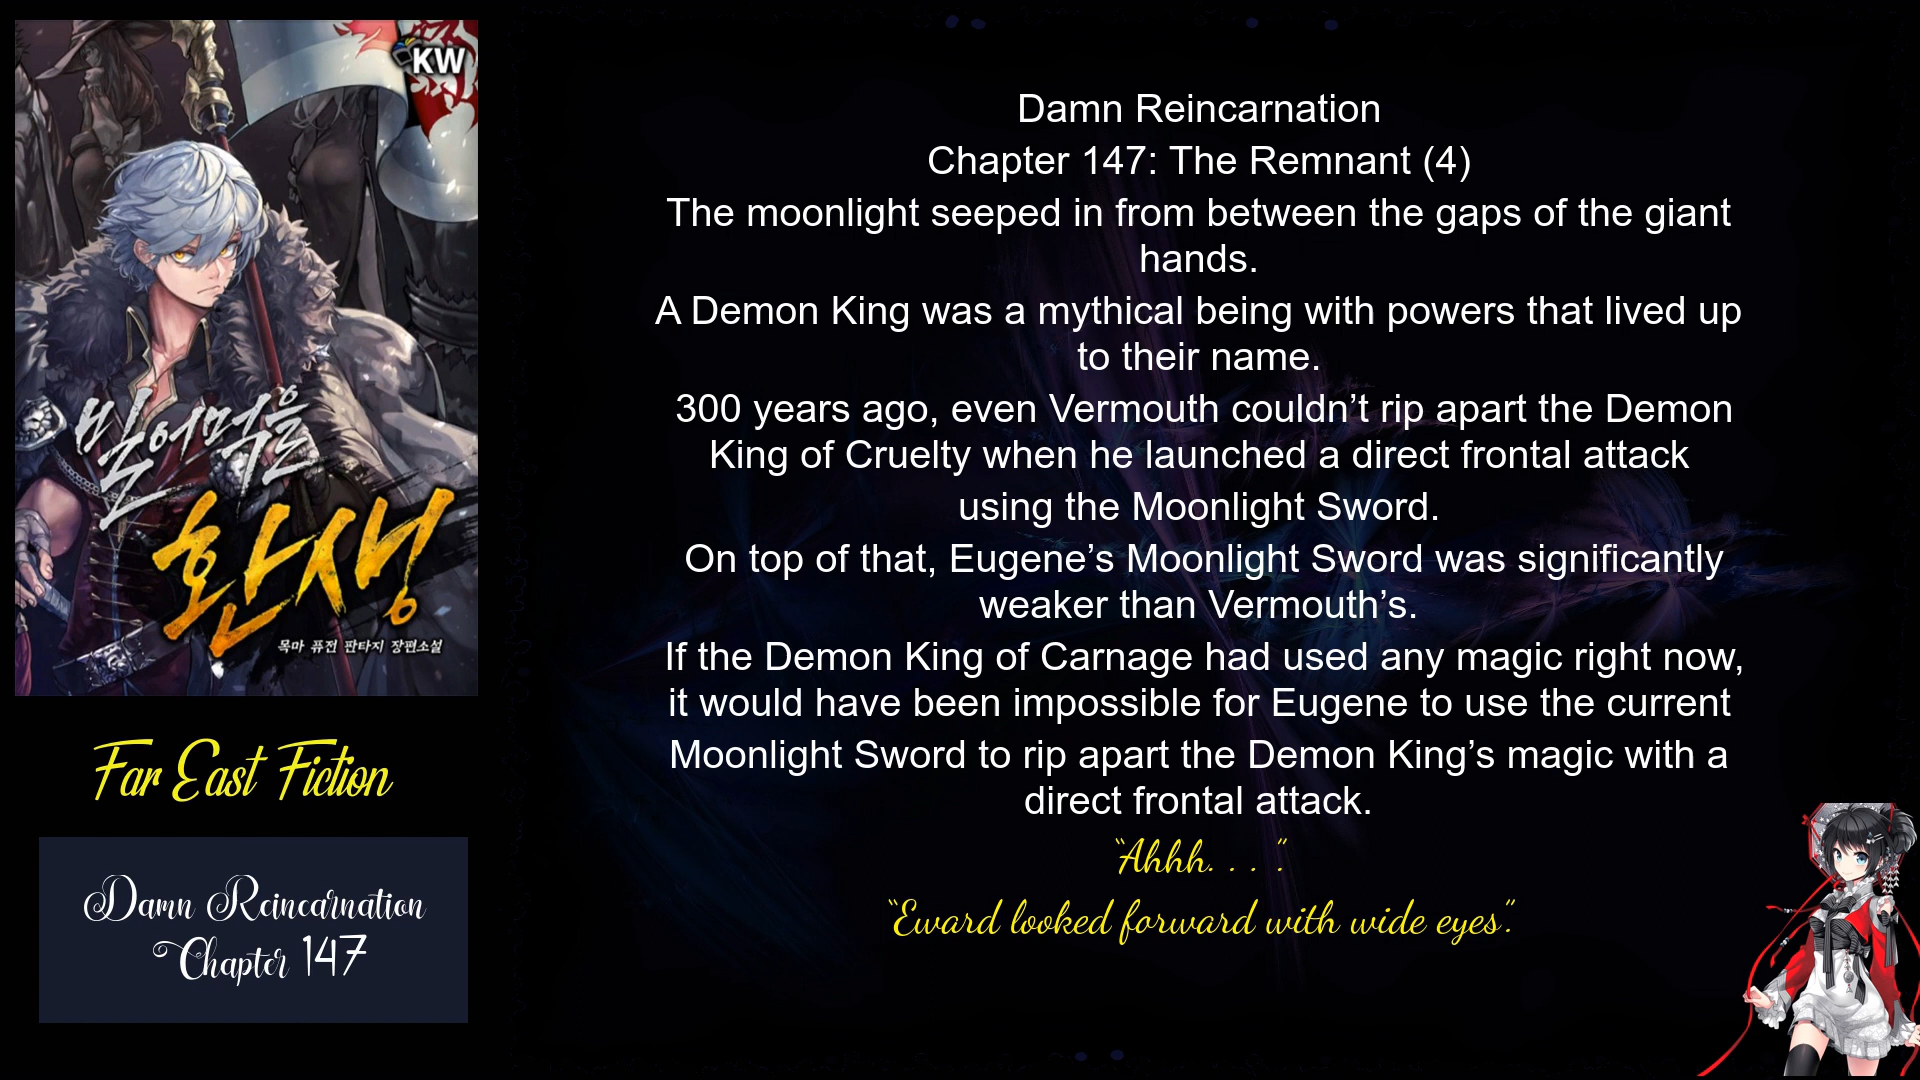 KW
빌어먹을
환생
목마 퓨전 판타지 장편소설
Far East Fiction
Damn Reincarnation
Chapter 147
Damn Reincarnation
Chapter 147: The Remnant (4)
The moonlight seeped in from between the gaps of the giant
hands.
A Demon King was a mythical being with powers that lived up
to their name.
300 years ago, even Vermouth couldn’t rip apart the Demon
King of Cruelty when he launched a direct frontal attack
using the Moonlight Sword.
On top of that, Eugene’s Moonlight Sword was significantly
weaker than Vermouth’s.
If the Demon King of Carnage had used any magic right now,
it would have been impossible for Eugene to use the current
Moonlight Sword to rip apart the Demon King’s magic with a
direct frontal attack.
“Ahhh. . . .”
“Eward looked forward with wide eyes”.